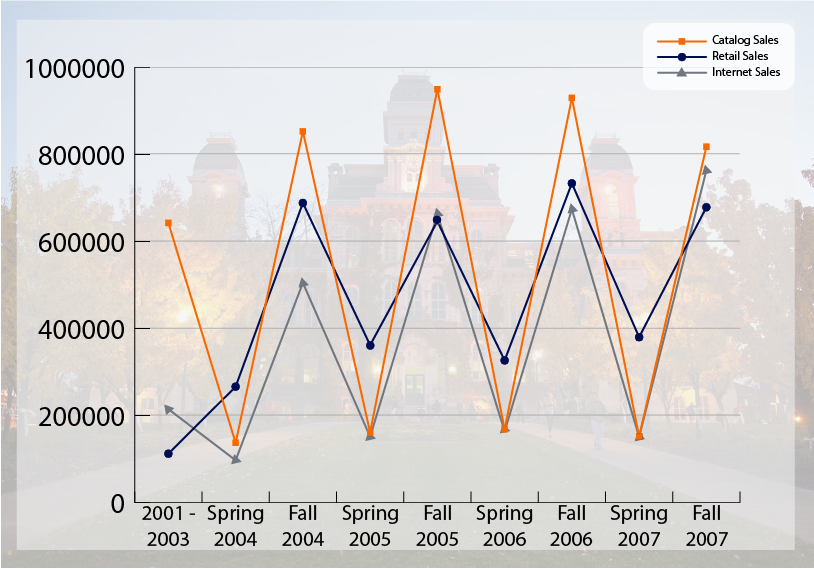 Catalog Sales
Retail Sales
Internet Sales
1000000
800000
600000
400000
200000
0
2001 - Spring Fall Spring Fall Spring Fall Spring Fall
2003 2004 2004 2005 2005 2006 2006 2007 2007